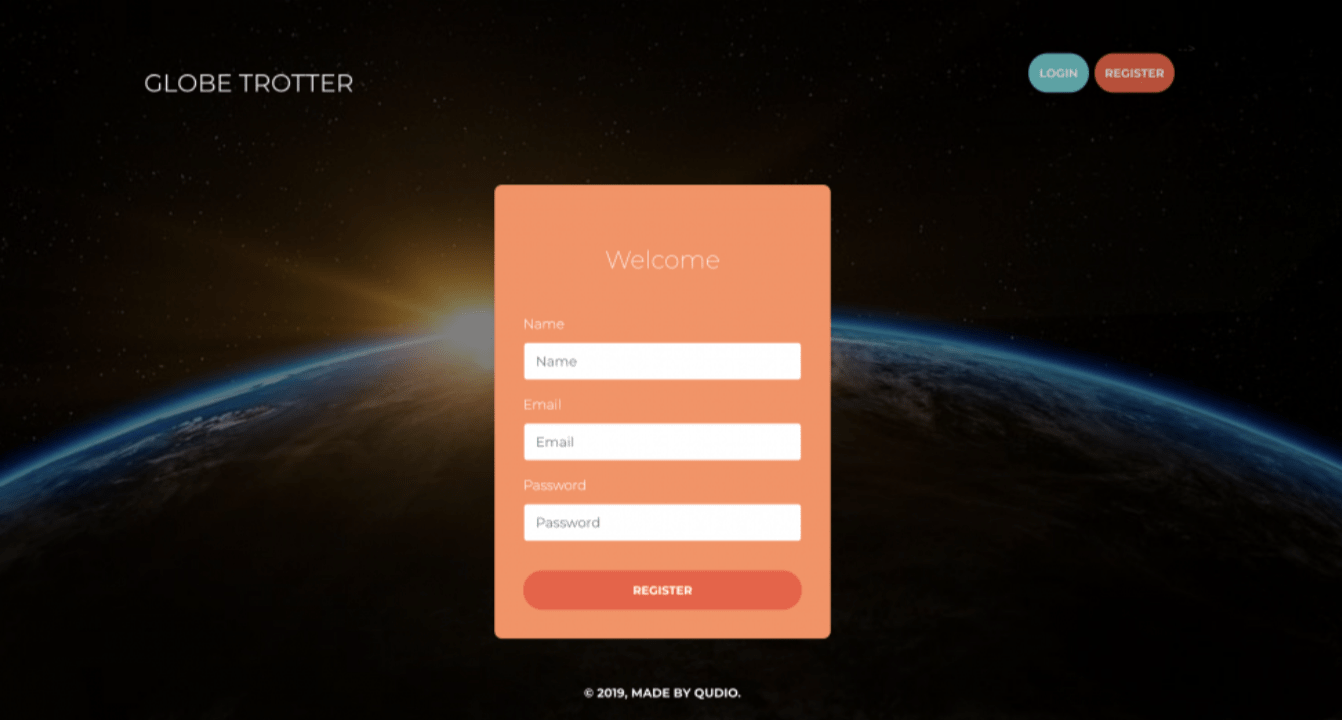 GLOBE TROTTER
LOGIN
REGISTER
Welcome
Name
Name
Email
Email
Password
Password
REGISTER
© 2019, MADE BY QUDIO.